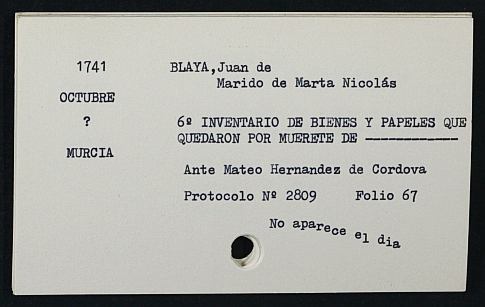 1741
OCTUBRE
?
MURCIA
BLAYA,Juan de
Marido de Marta Nicolás
6º INVENTARIO DE BIENES Y PAPELES QUE
QUEDARON POR MUERETE DE ------------
Ante Mateo Hernandez de Cordova
Protocolo Nº 2809 Folio 67
No aparece el dia